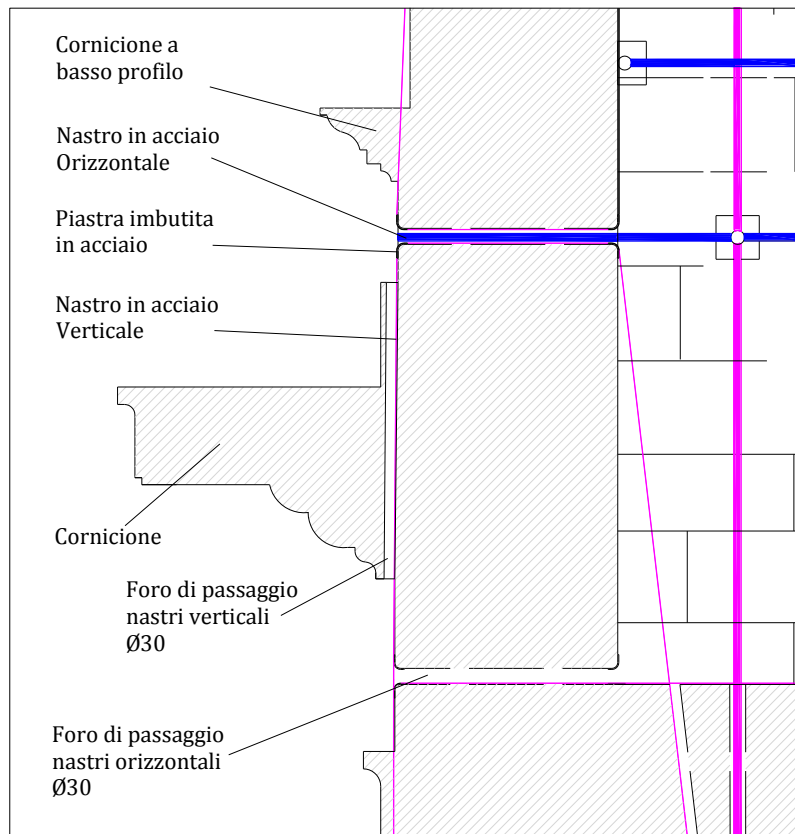 Cornicione a
basso profilo
Nastro in acciaio
Orizzontale
Piastra imbutita
in acciaio
Nastro in acciaio
Verticale
Cornicione
Foro di passaggio
nastri verticali
Ø30
Foro di passaggio
nastri orizzontali
Ø30